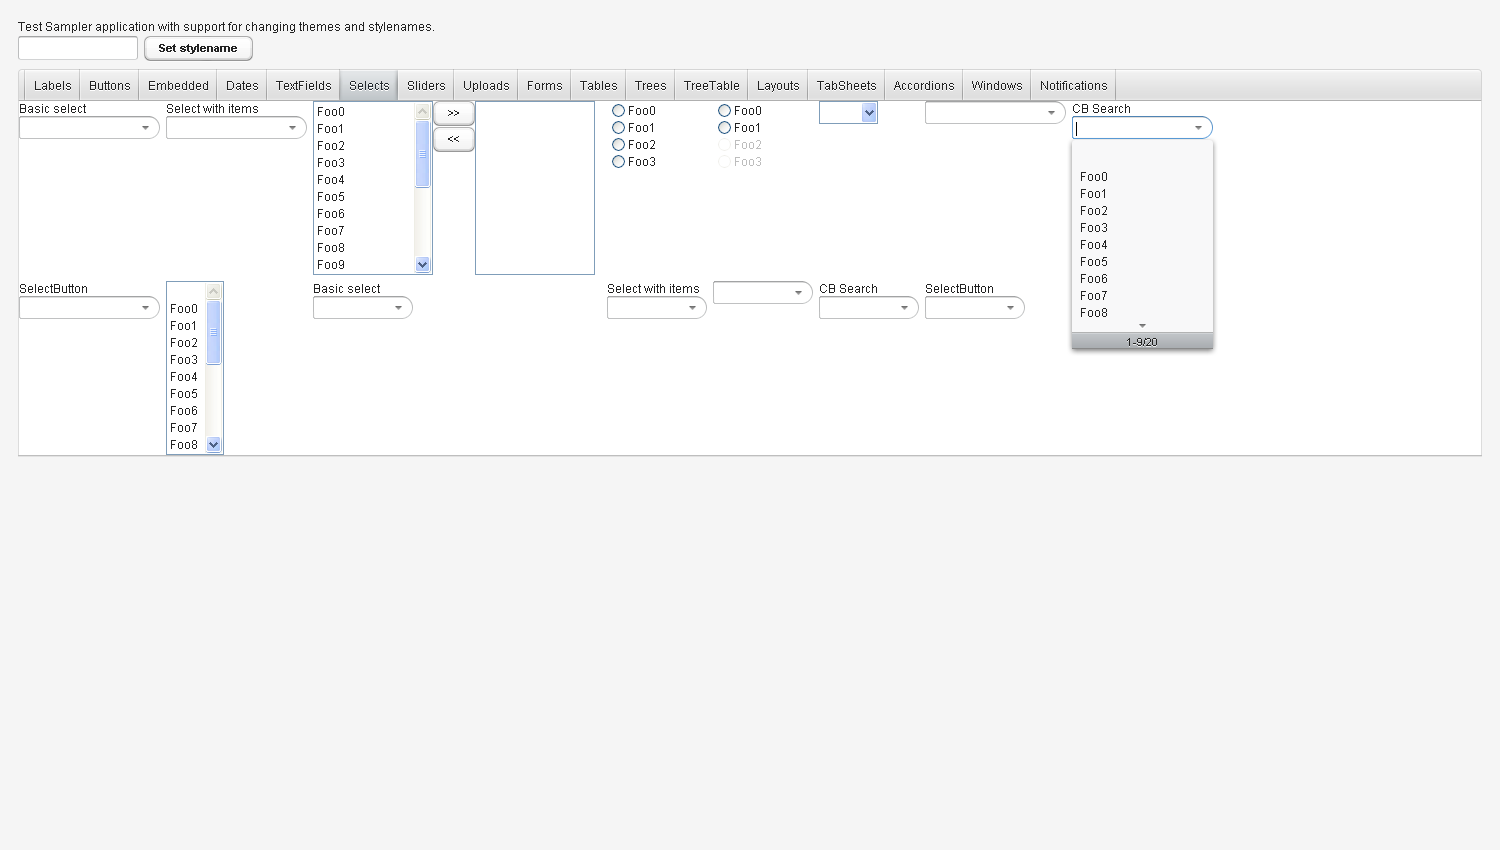 Test Sampler application with support for changing themes and stylenames.
Set stylename
Labels Buttons Embedded Dates TextFields Selects Sliders Uploads Forms Tables Trees TreeTable Layouts TabSheets Accordions Windows Notifications
Basic select
Select with items
Foo0
Foo1
Foo2
Foo3
Foo4
Foo5
Foo6
Foo7
Foo8
Foo9
>>
<<
Foo0
Foo1
Foo2
Foo3
Foo0
Foo1
Foo2
Foo3
CB Search
Foo0
Foo1
Foo2
Foo3
Foo4
Foo5
Foo6
Foo7
Foo8
1-9/20
SelectButton
Foo0
Foo1
Foo2
Foo3
Foo4
Foo5
Foo6
Foo7
Foo8
Basic select
Select with items
CB Search
SelectButton